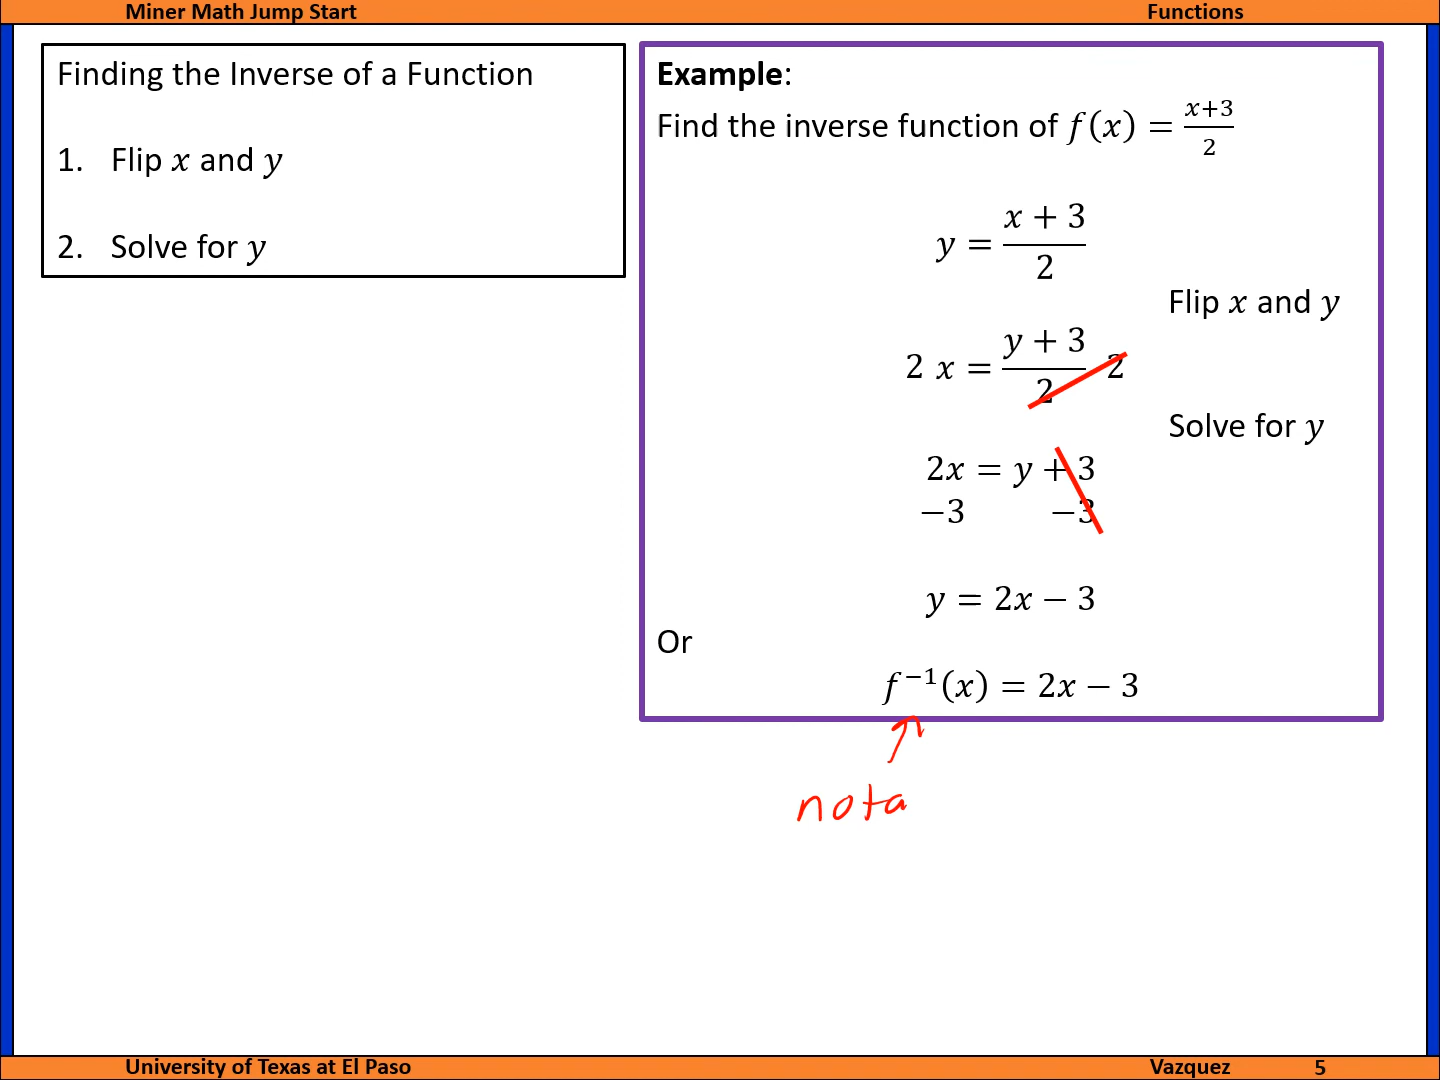 Miner Math Jump Start
Functions
Finding the Inverse of a Function
1. Flip x and y
2. Solve for y
Example:
Find the inverse function of f(x) = (x+3)/2
y = (x + 3)/2
Flip x and y
2 x = (y + 3)/2 2
Solve for y
2x = y + 3
−3 −3
y = 2x − 3
Or
f⁻¹(x) = 2x − 3
nota
University of Texas at El Paso
Vazquez 5